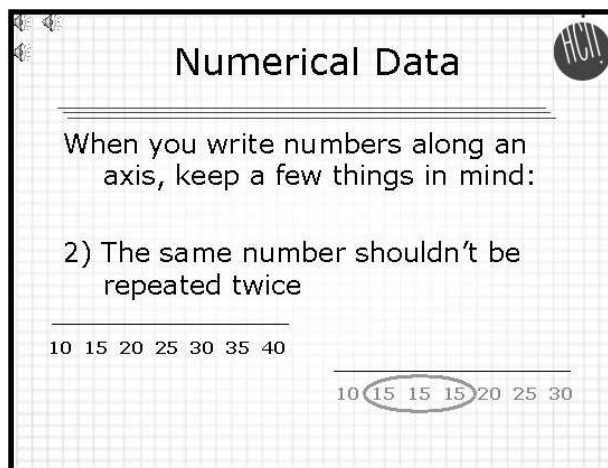 Numerical Data
HCII
When you write numbers along an
axis, keep a few things in mind:
2) The same number shouldn't be
repeated twice
10 15 20 25 30 35 40
10 15 15 15 20 25 30